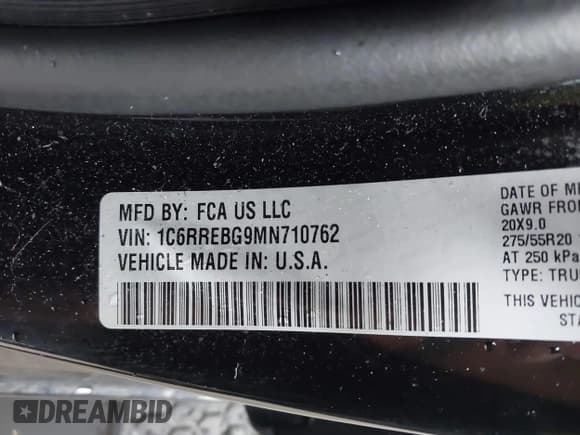 MFD BY: FCA US LLC
VIN: 1C6RREBG9MN710762
VEHICLE MADE IN: U.S.A.
DATE OF M
GAWR FRO
20X9.0
275/55R20
AT 250 kPa
TYPE: TRU
THIS VEHIC
STA
DREAMBID